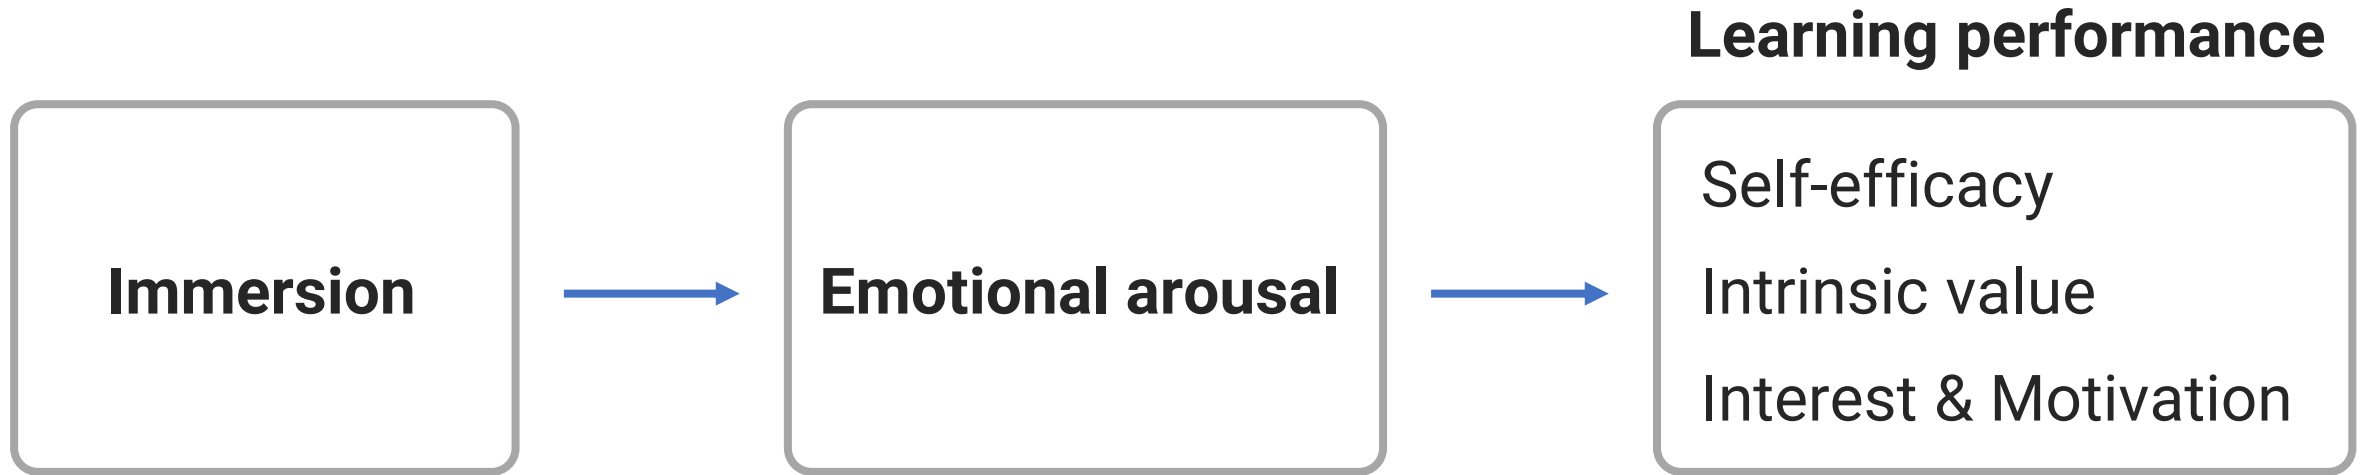 Learning performance
Immersion
Emotional arousal
Self-efficacy
Intrinsic value
Interest & Motivation